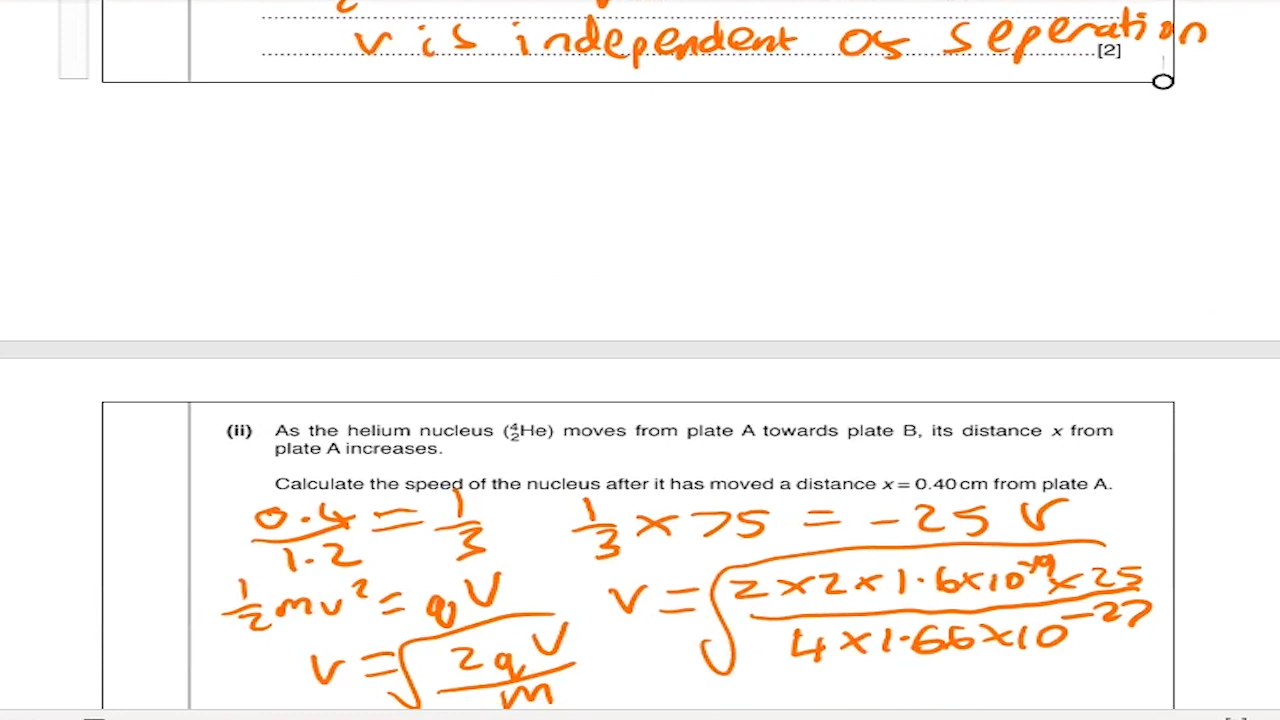 v is independent of seperation
[2]
(ii) As the helium nucleus (⁴₂He) moves from plate A towards plate B, its distance x from
plate A increases.
Calculate the speed of the nucleus after it has moved a distance x = 0.40 cm from plate A.
0.4/1.2 = 1/3
1/3 × 75 = -25 V
1/2 mv² = qV
v = √(2qV/m)
v = √(2×2×1.6×10⁻¹⁹×25 / 4×1.66×10⁻²⁷)